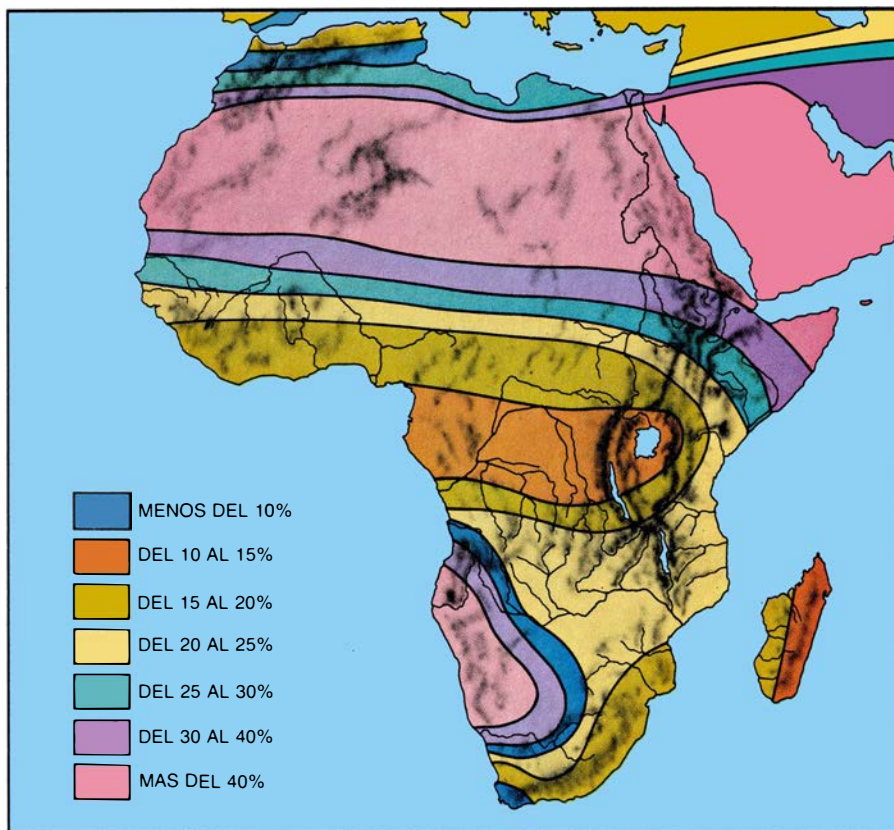 MENOS DEL 10%
DEL 10 AL 15%
DEL 15 AL 20%
DEL 20 AL 25%
DEL 25 AL 30%
DEL 30 AL 40%
MAS DEL 40%